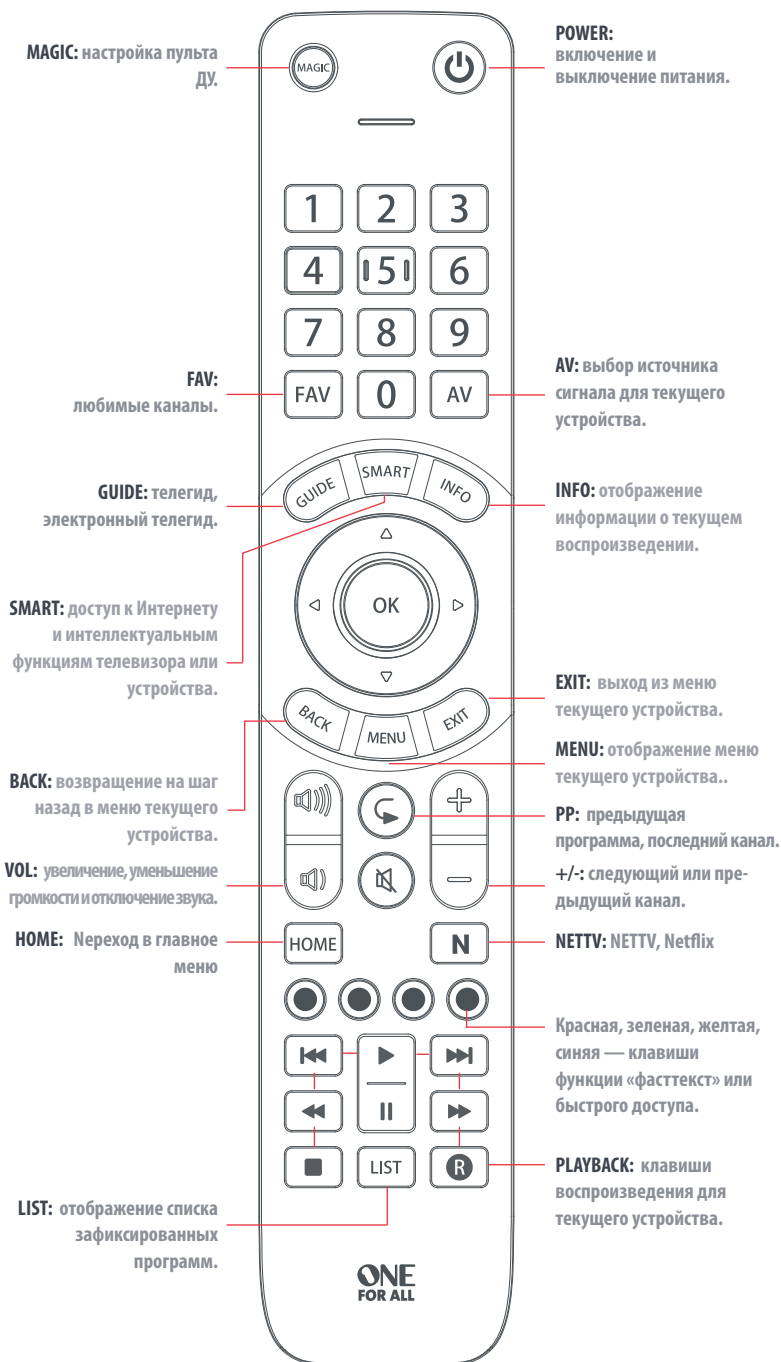 MAGIC: настройка пульта
ДУ.
POWER:
включение и
выключение питания.
MAGIC
1 2 3
4 5 6
7 8 9
FAV 0 AV
FAV:
любимые каналы.
AV: выбор источника
сигнала для текущего
устройства.
GUIDE SMART INFO
GUIDE: телегид,
электронный телегид.
INFO: отображение
информации о текущем
воспроизведении.
OK
SMART: доступ к Интернету
и интеллектуальным
функциям телевизора или
устройства.
EXIT: выход из меню
текущего устройства.
BACK MENU EXIT
MENU: отображение меню
текущего устройства..
BACK: возвращение на шаг
назад в меню текущего
устройства.
PP: предыдущая
программа, последний канал.
VOL: увеличение, уменьшение
громкости и отключение звука.
+/-: следующий или пре-
дыдущий канал.
HOME: Nереход в главное
меню
HOME N
NETTV: NETTV, Netflix
Красная, зеленая, желтая,
синяя — клавиши
функции «фасттекст» или
быстрого доступа.
LIST R
PLAYBACK: клавиши
воспроизведения для
текущего устройства.
LIST: отображение списка
зафиксированных
программ.
ONE
FOR ALL